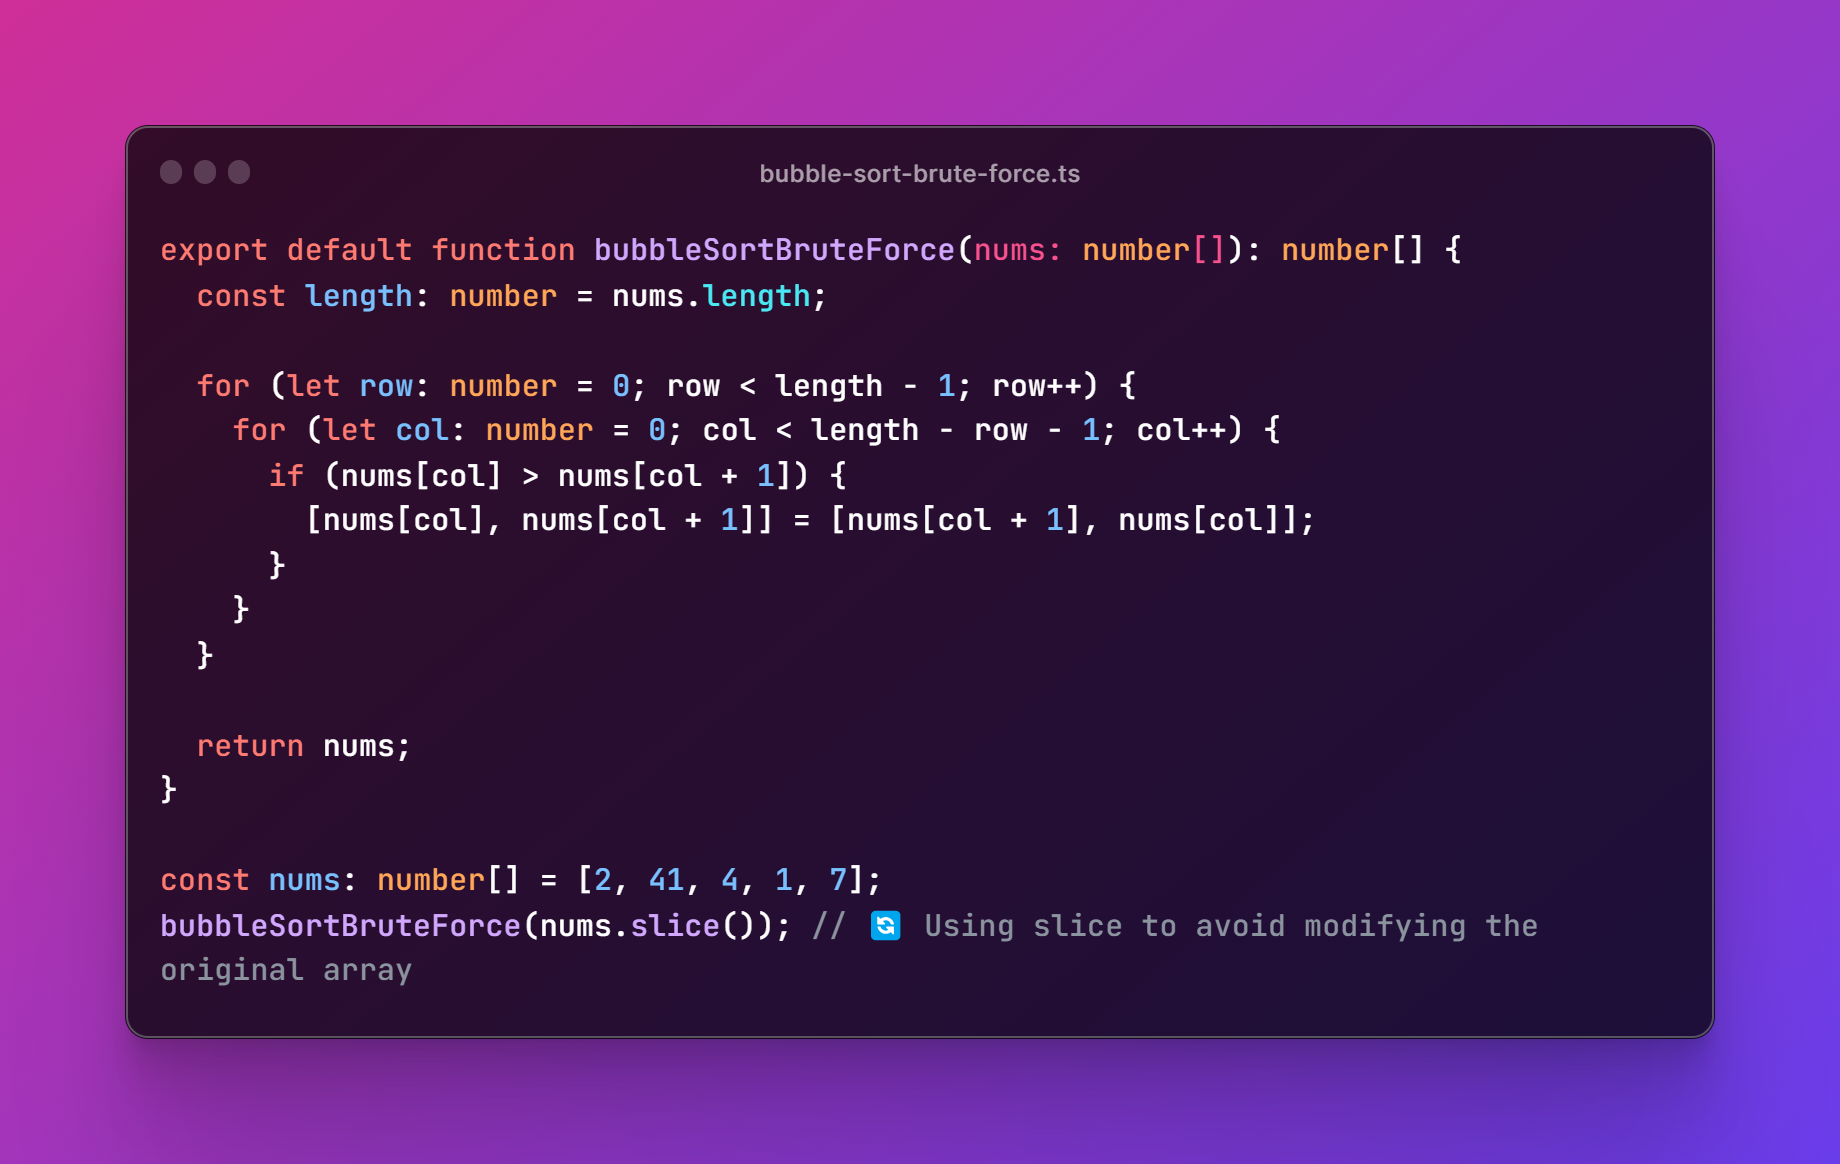 bubble-sort-brute-force.ts
export default function bubbleSortBruteForce(nums: number[]): number[] {
  const length: number = nums.length;
  for (let row: number = 0; row < length - 1; row++) {
    for (let col: number = 0; col < length - row - 1; col++) {
      if (nums[col] > nums[col + 1]) {
        [nums[col], nums[col + 1]] = [nums[col + 1], nums[col]];
      }
    }
  }
  return nums;
}
const nums: number[] = [2, 41, 4, 1, 7];
bubbleSortBruteForce(nums.slice()); // 🔄 Using slice to avoid modifying the
original array